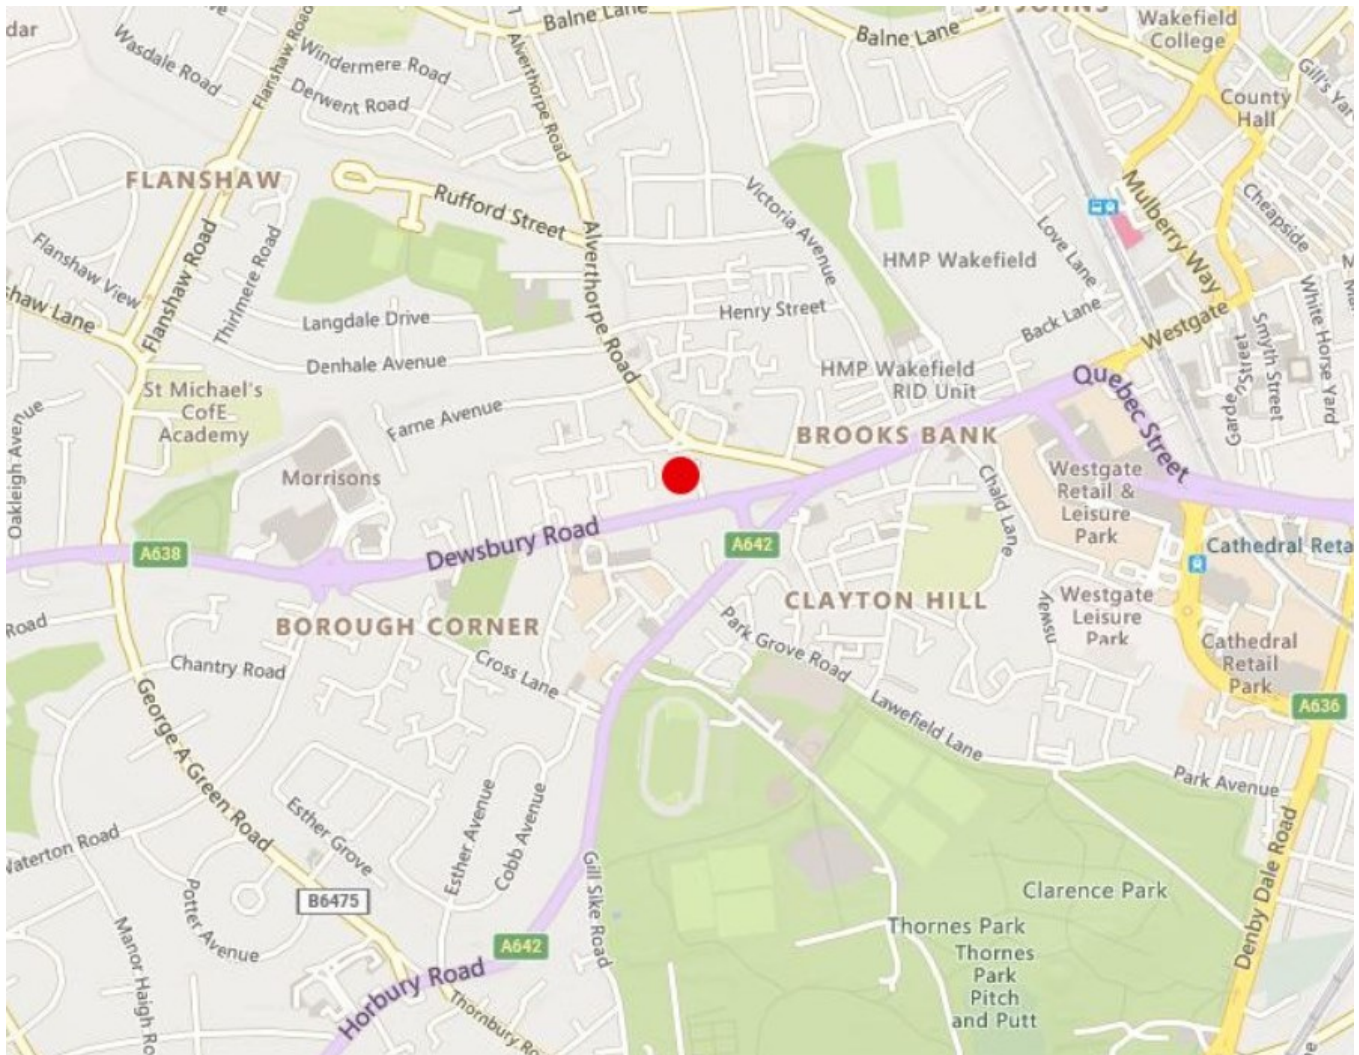 Balne Lane
ST JOHNS
Wakefield
College
dar
Wasdale Road
Windermere Road
Derwent Road
Flanshaw Road
Alverthorpe Road
Balne Lane
Gill's Yar
County
Hall
FLANSHAW
Rufford Street
Victoria Avenue
Mulberry Way
Cheapside
Love Lane
Flanshaw View
shaw Lane
Flanshaw Road
Thirlmere Road
Alverthorpe Road
HMP Wakefield
Langdale Drive
Henry Street
Back Lane
Westgate
White Horse Yard
Smyth Street
Garden Street
Denhale Avenue
HMP Wakefield
RID Unit
Quebec Street
St Michael's
CofE
Academy
Farne Avenue
BROOKS BANK
Oakleigh Avenue
Morrisons
Chald Lane
Westgate
Retail &
Leisure
Park
Dewsbury Road
A638
A642
Cathedral Reta
CLAYTON HILL
Westgate
Leisure
Park
Road
BOROUGH CORNER
Park Grove Road
nsway
Cathedral
Retail
Park
Chantry Road
Cross Lane
Lawefield Lane
A636
George A Green Road
Park Avenue
Esther Grove
Esther Avenue
Cobb Avenue
Waterton Road
Potter Avenue
Gill Sike Road
Denby Dale Road
B6475
Clarence Park
Manor Haigh Ro
A642
Thornes Park
Thornes
Park
Pitch
and Putt
Horbury Road
Thornbury Ro